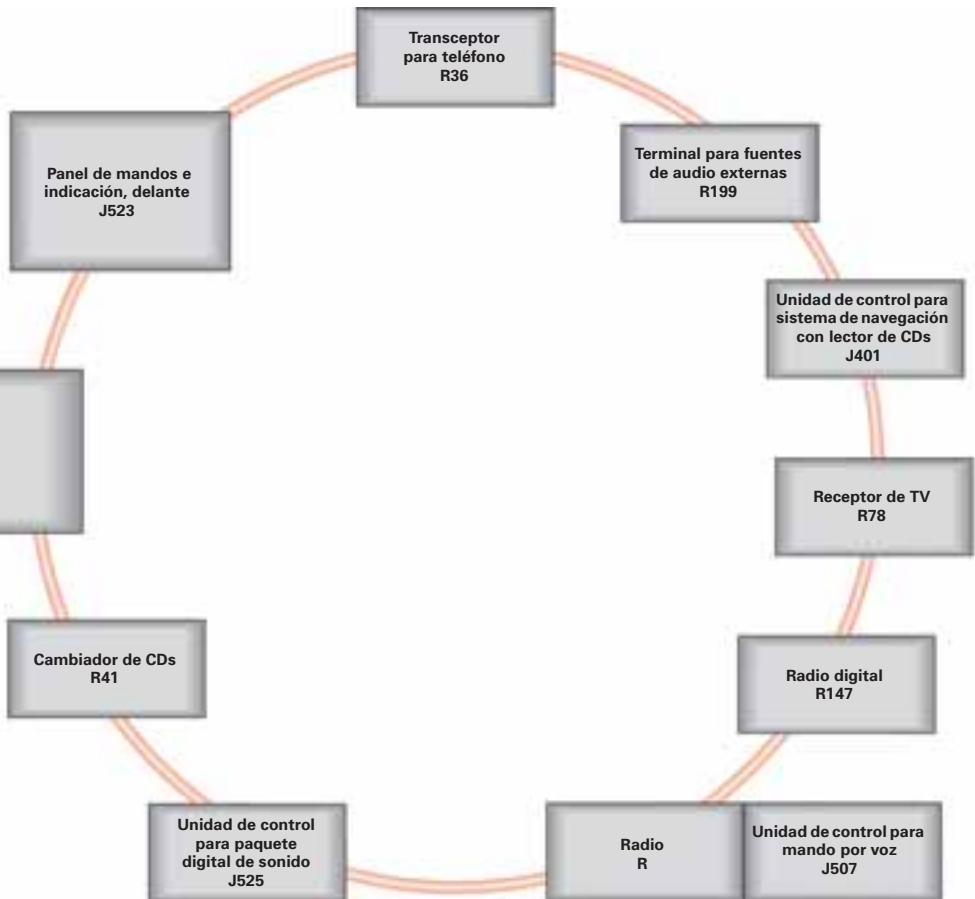 Transceptor
para teléfono
R36
Terminal para fuentes
de audio externas
R199
Panel de mandos e
indicación, delante
J523
Unidad de control para
sistema de navegación
con lector de CDs
J401
Receptor de TV
R78
Cambiador de CDs
R41
Radio digital
R147
Unidad de control
para paquete
digital de sonido
J525
Radio
R
Unidad de control para
mando por voz
J507